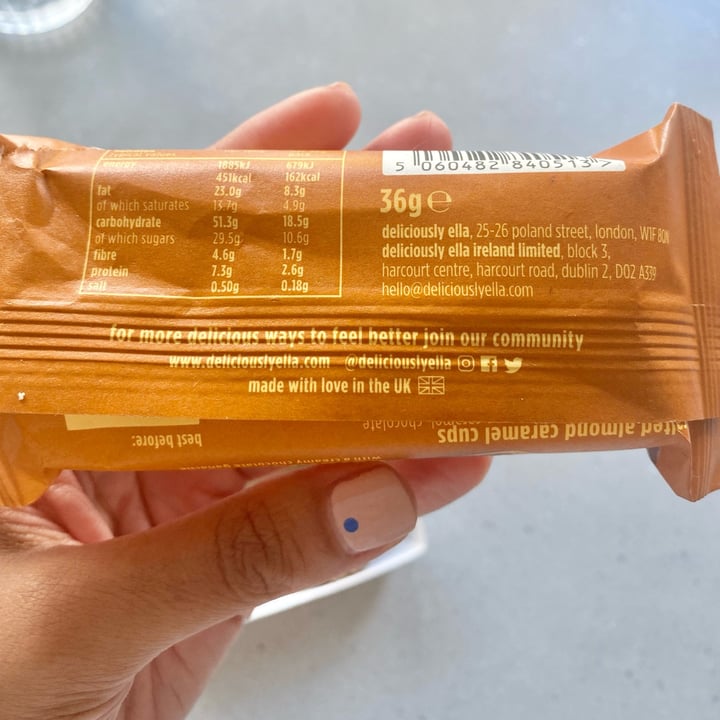 energy 1885kJ 679kJ
451kcal 162kcal
fat 23.0g 8.3g
of which saturates 13.7g 4.9g
carbohydrate 51.3g 18.5g
of which sugars 29.5g 10.6g
fibre 4.6g 1.7g
protein 7.3g 2.6g
salt 0.50g 0.18g
5 060482 840513 >
36g ℮
deliciously ella, 25-26 poland street, london, W1F 8QN
deliciously ella ireland limited, block 3,
harcourt centre, harcourt road, dublin 2, D02 A339
hello@deliciouslyella.com
for more delicious ways to feel better join our community
www.deliciouslyella.com @deliciouslyella
made with love in the UK
almond caramel cups
chocolate
best before:
with a creamy chocolate